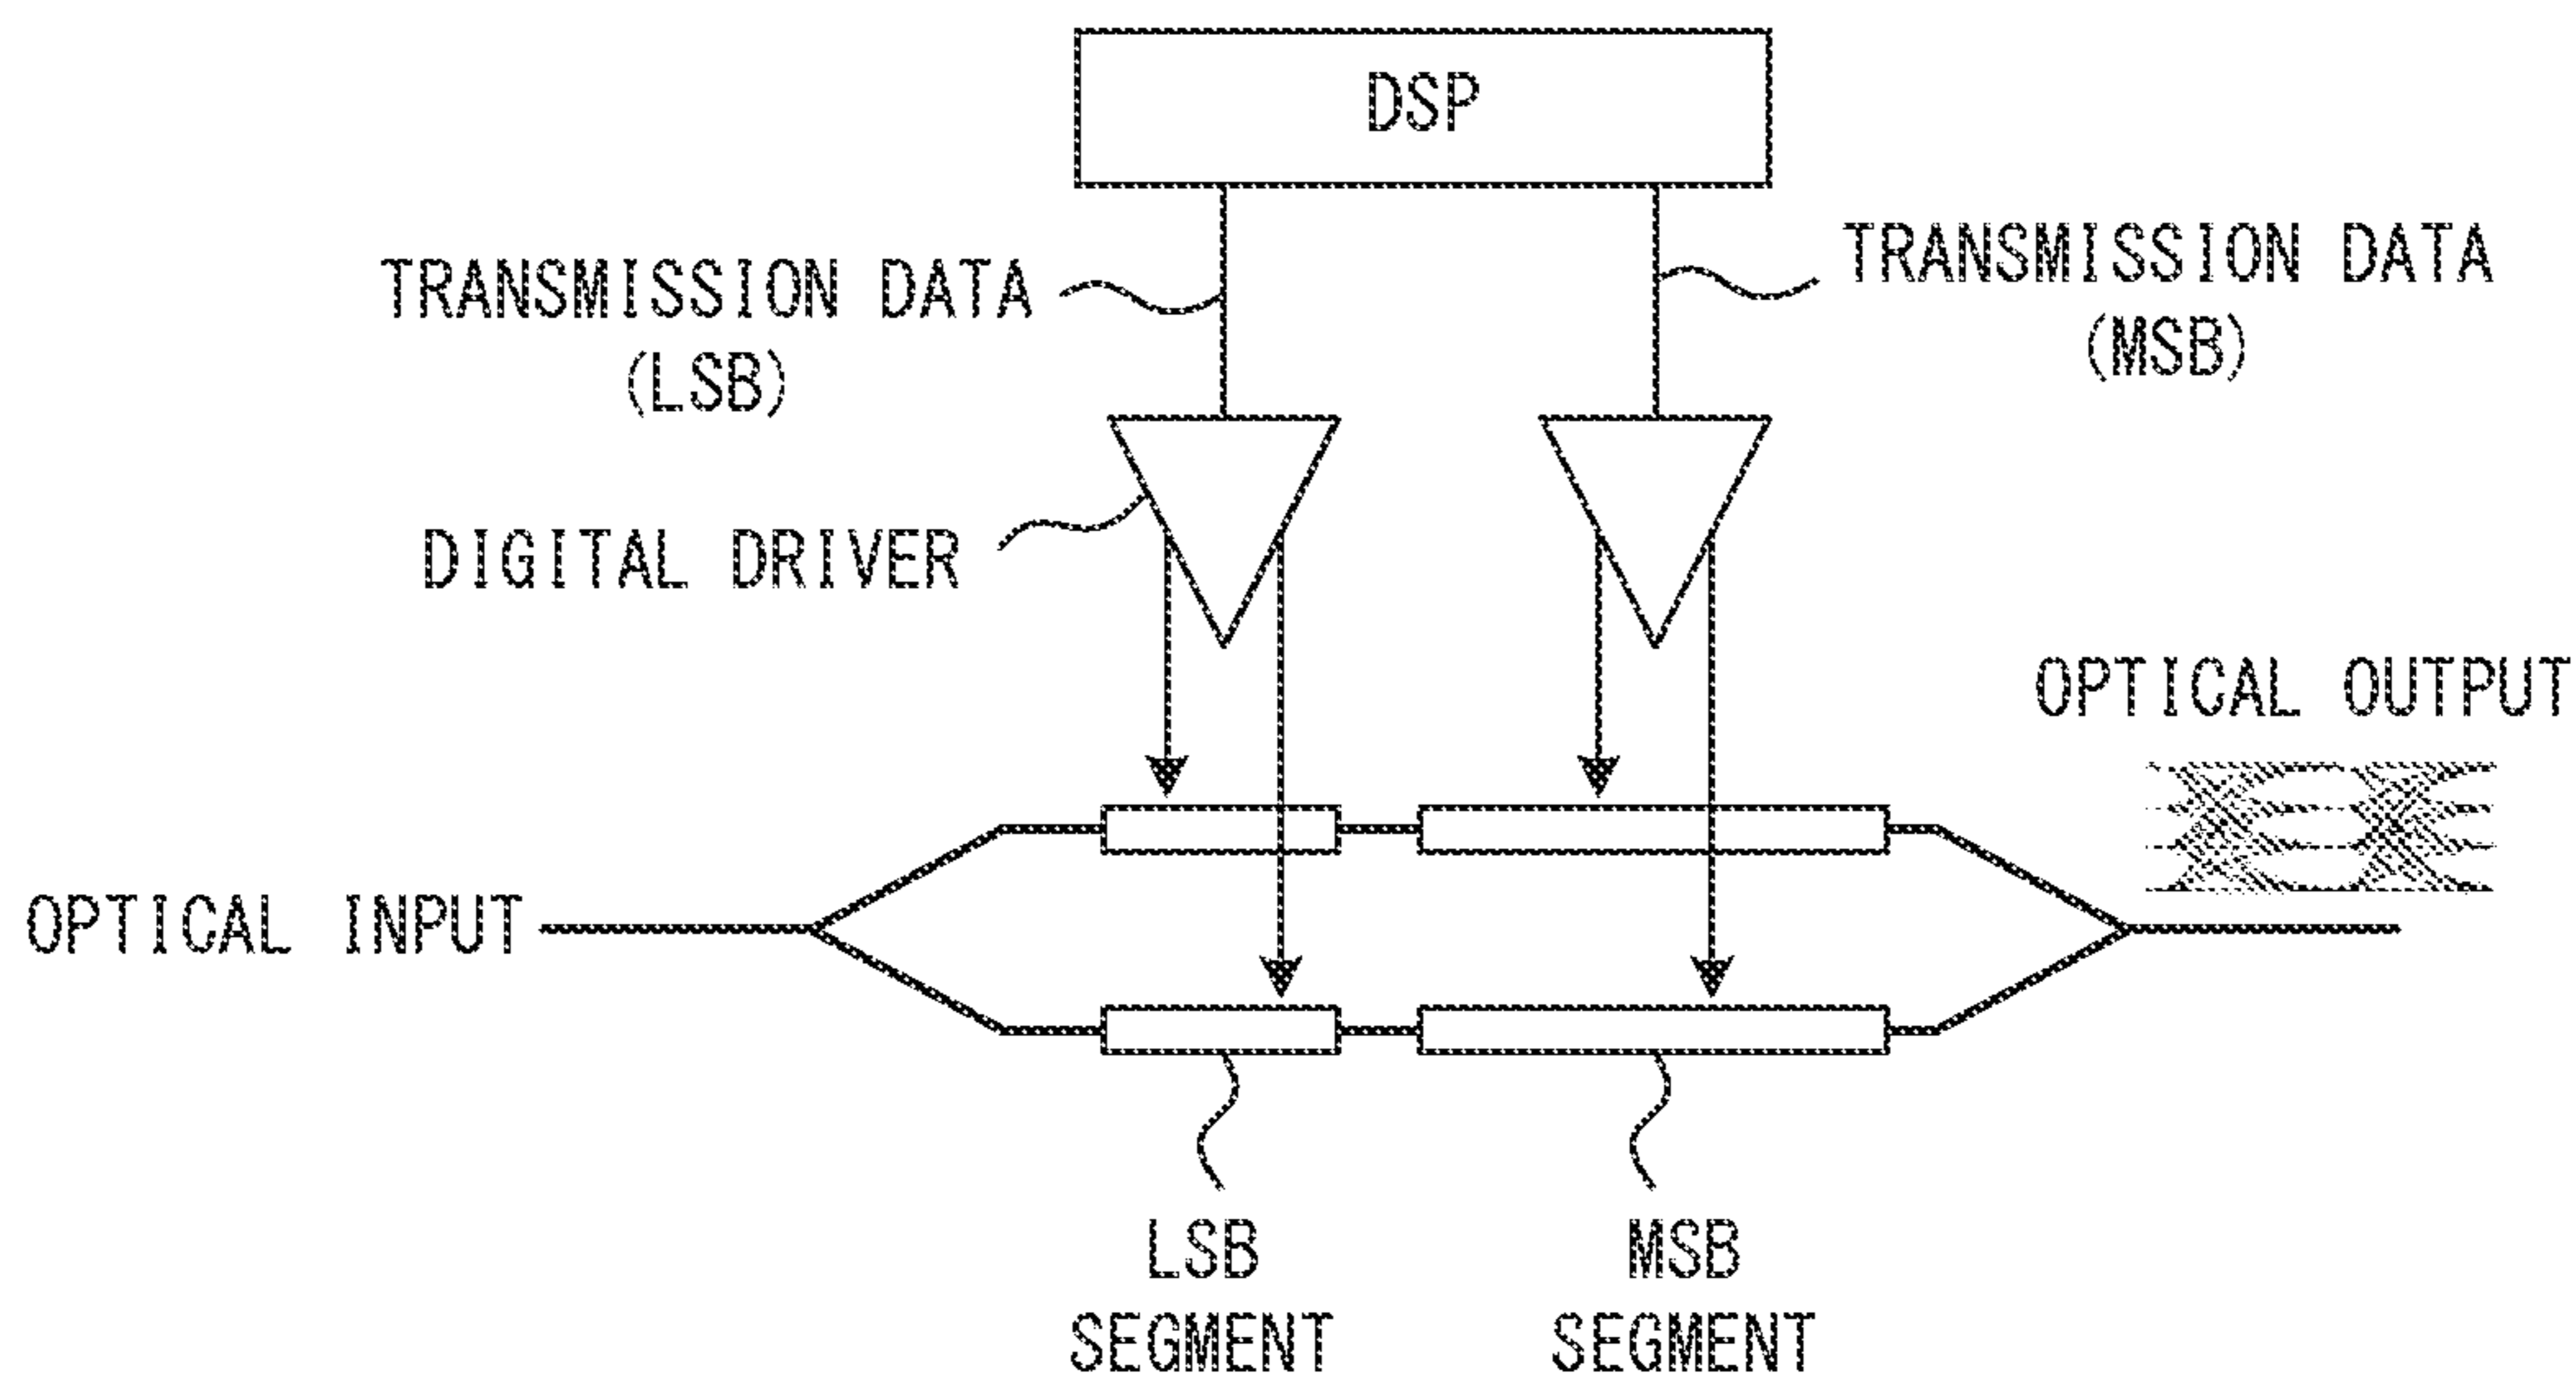 DSP
TRANSMISSION DATA
(LSB)
TRANSMISSION DATA
(MSB)
DIGITAL DRIVER
OPTICAL OUTPUT
OPTICAL INPUT
LSB
SEGMENT
MSB
SEGMENT